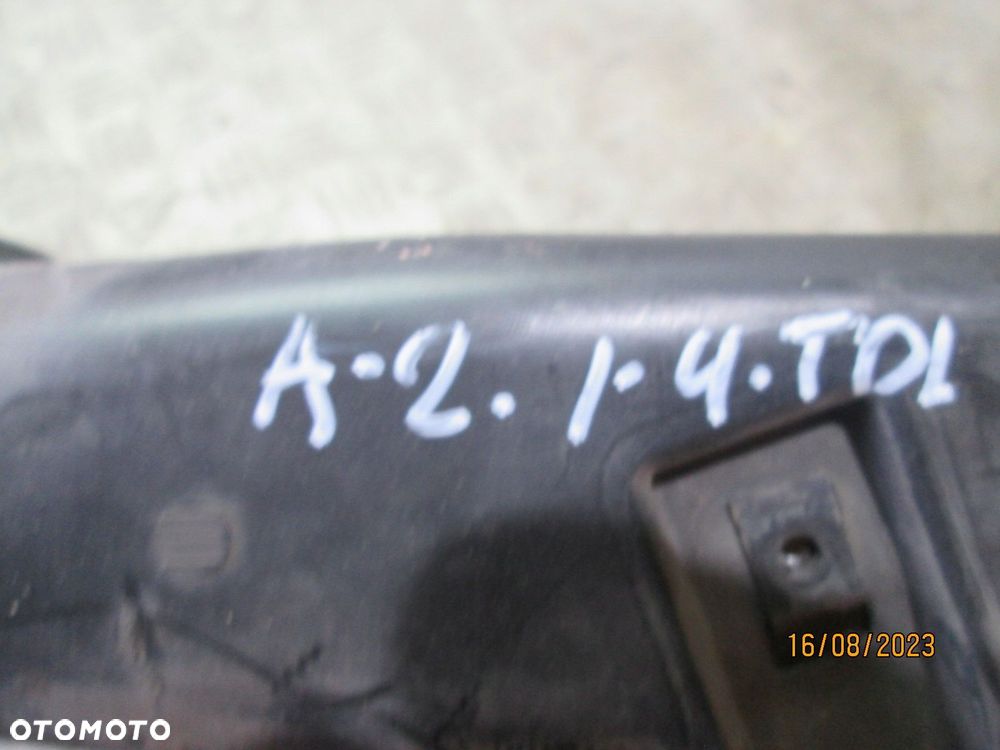 A-2. 1-4.TDI
16/08/2023
OTOMOTO